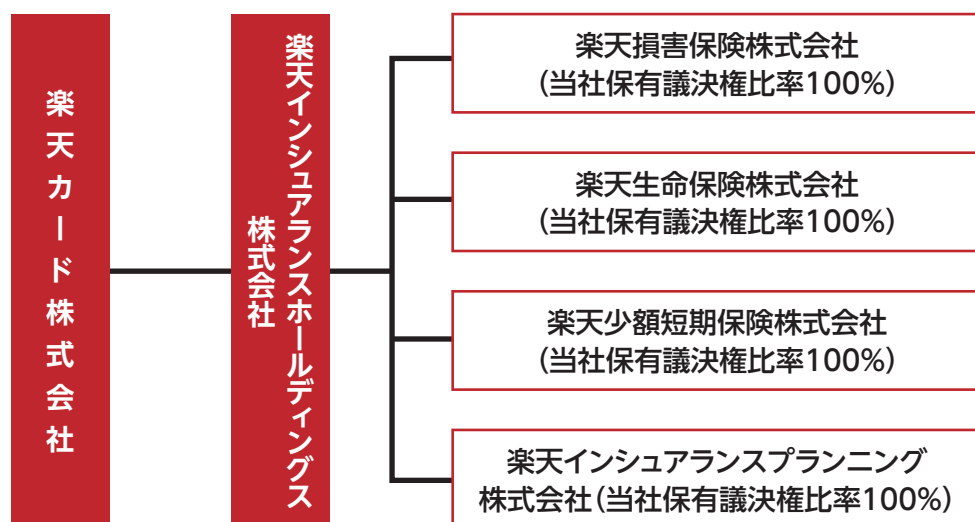 楽天カード株式会社
楽天インシュアランスホールディングス
株式会社
楽天損害保険株式会社
(当社保有議決権比率100%)
楽天生命保険株式会社
(当社保有議決権比率100%)
楽天少額短期保険株式会社
(当社保有議決権比率100%)
楽天インシュアランスプランニング
株式会社(当社保有議決権比率100%)